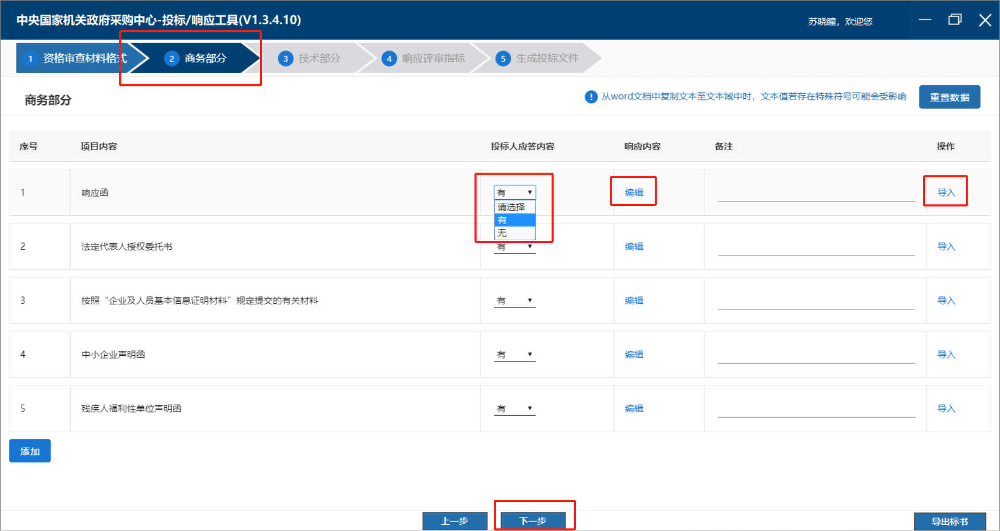 中央国家机关政府采购中心-投标/响应工具(V1.3.4.10)
苏晓瞳，欢迎您
1 资格审查材料格式
2 商务部分
3 技术部分
4 响应评审指标
5 生成投标文件
商务部分
! 从word文档中复制文本至文本域中时，文本值若存在特殊符号可能会受影响
重置数据
序号 项目内容 投标人应答内容 响应内容 备注 操作
1 响应函 有 ▼ 编辑 导入
请选择
有
无
2 法定代表人授权委托书 有 ▼ 编辑 导入
3 按照“企业及人员基本信息证明材料”规定提交的有关材料 有 ▼ 编辑 导入
4 中小企业声明函 有 ▼ 编辑 导入
5 残疾人福利性单位声明函 有 ▼ 编辑 导入
添加
上一步
下一步
导出标书